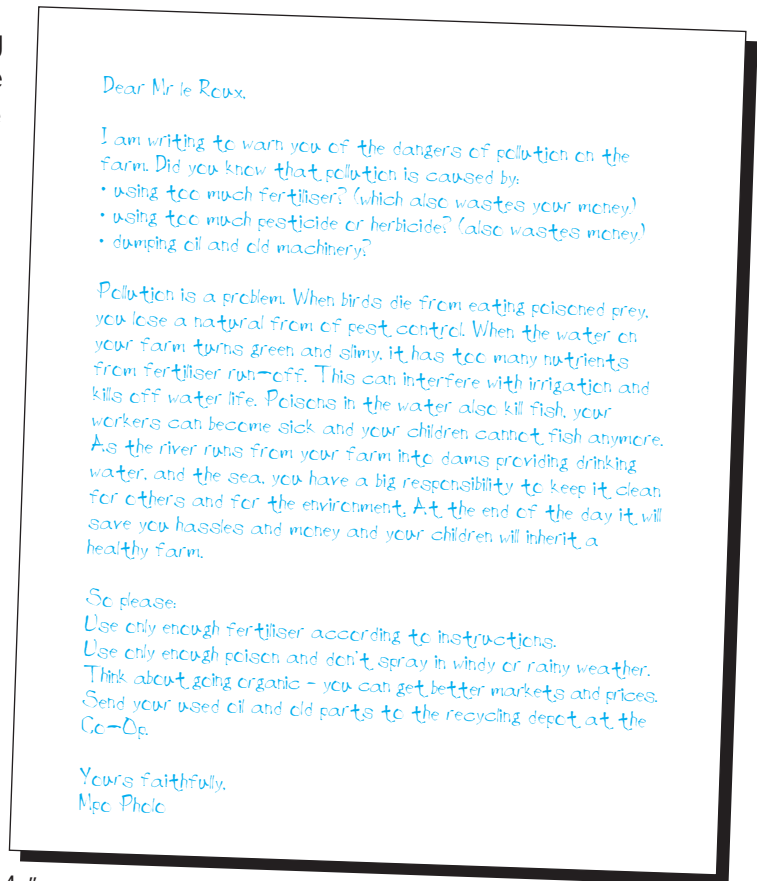 Dear Mr le Roux,
I am writing to warn you of the dangers of pollution on the
farm. Did you know that pollution is caused by:
• using too much fertiliser? (which also wastes your money!)
• using too much pesticide or herbicide? (also wastes money!)
• dumping oil and old machinery?
Pollution is a problem. When birds die from eating poisoned prey,
you lose a natural from of pest control. When the water on
your farm turns green and slimy, it has too many nutrients
from fertiliser run-off. This can interfere with irrigation and
kills off water life. Poisons in the water also kill fish, your
workers can become sick and your children cannot fish anymore.
As the river runs from your farm into dams providing drinking
water, and the sea, you have a big responsibility to keep it clean
for others and for the environment. At the end of the day it will
save you hassles and money and your children will inherit a
healthy farm.
So please:
Use only enough fertiliser according to instructions.
Use only enough poison and don't spray in windy or rainy weather.
Think about going organic - you can get better markets and prices.
Send your used oil and old parts to the recycling depot at the
Co-Op.
Yours faithfully,
Mpo Pholo